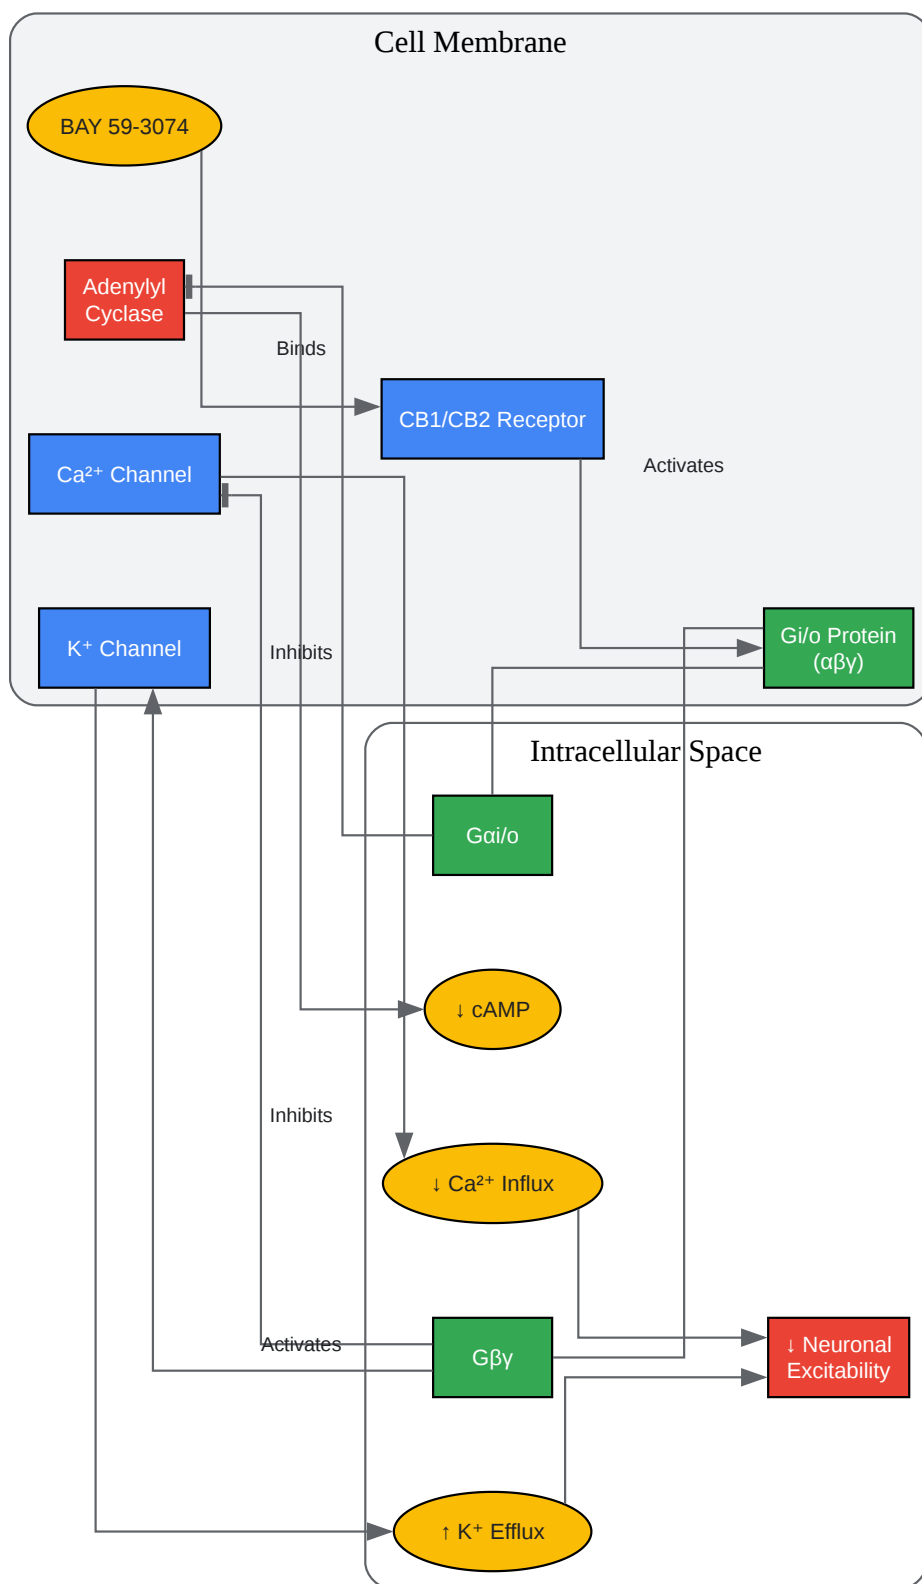 Cell Membrane
BAY 59-3074
Adenylyl
Cyclase
Binds
CB1/CB2 Receptor
Activates
Ca²⁺ Channel
K⁺ Channel
Inhibits
Gi/o Protein
(αβγ)
Intracellular Space
Gαi/o
↓ cAMP
Inhibits
↓ Ca²⁺ Influx
Activates
Gβγ
↓ Neuronal
Excitability
↑ K⁺ Efflux